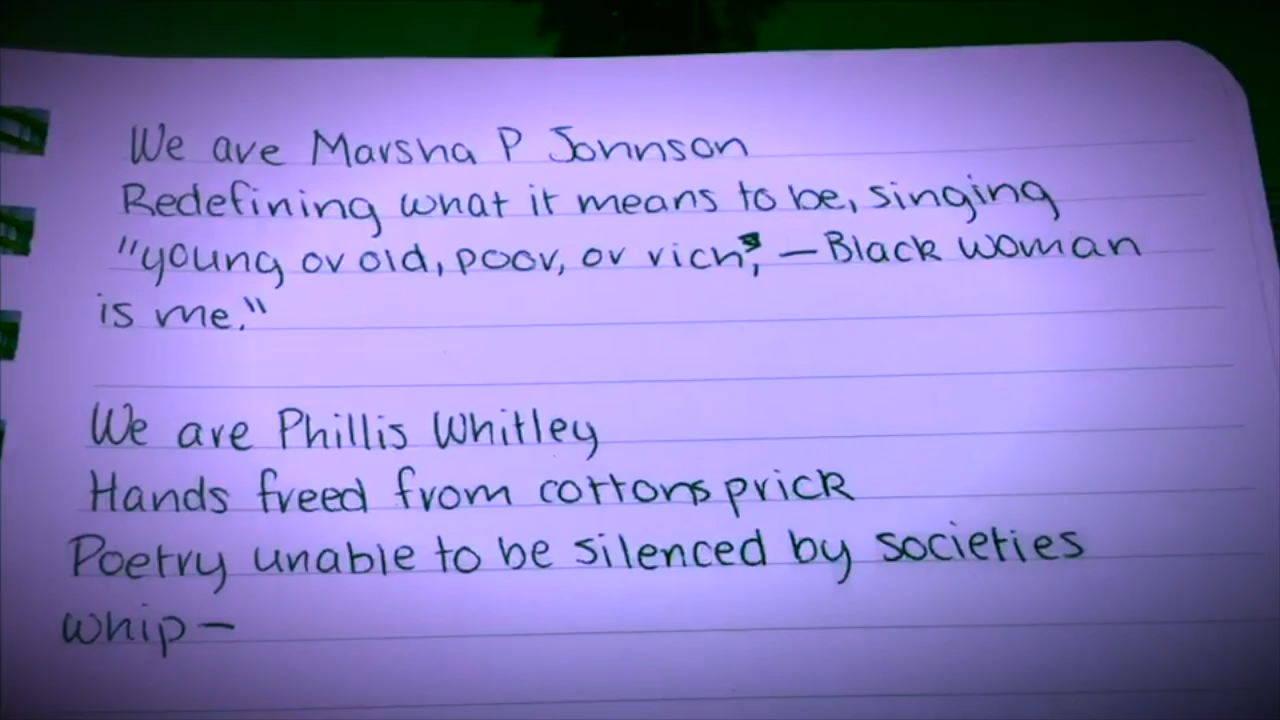 We are Marsha P Johnson
Redefining what it means to be, singing
"young or old, poor, or rich, — Black woman
is me."
We are Phillis Whitley
Hands freed from cottons prick
Poetry unable to be silenced by societies
whip —